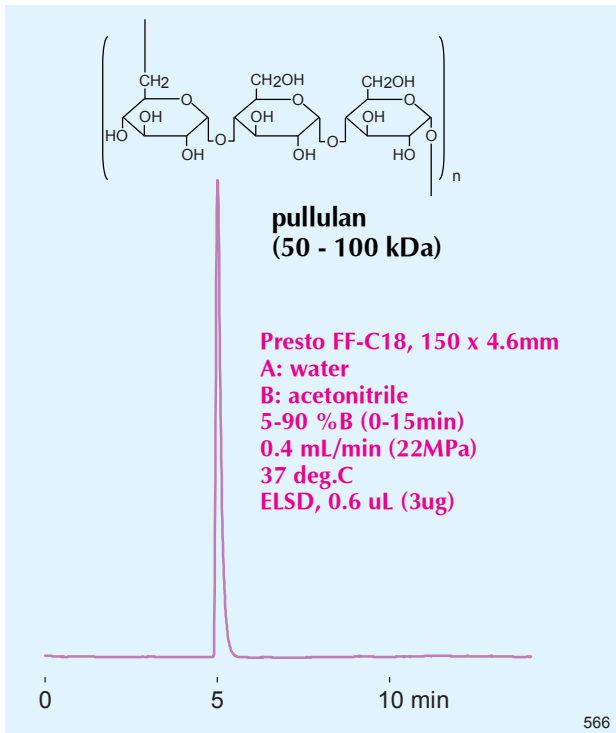 CH2
CH2OH
CH2OH
O
O
O
OH
OH
OH
HO
O
O
O
OH
OH
HO
n
pullulan
(50 - 100 kDa)
Presto FF-C18, 150 x 4.6mm
A: water
B: acetonitrile
5-90 %B (0-15min)
0.4 mL/min (22MPa)
37 deg.C
ELSD, 0.6 uL (3ug)
0 5 10 min
566